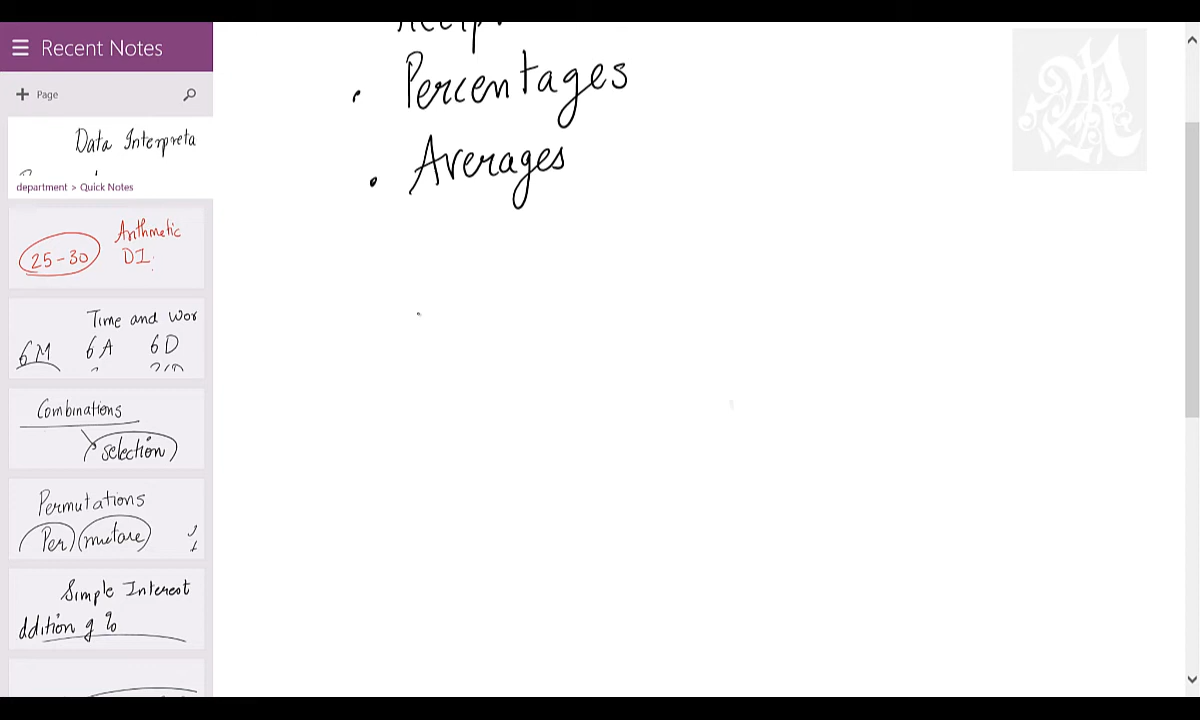 Recent Notes
+ Page
Data Interpreta
department > Quick Notes
25-30 Arithmetic
DI.
Time and Wor
6M 6A 6D
Combinations
selection
Permutations
(Per) (mutare)
Simple Interest
ddition of %
• Percentages
• Averages